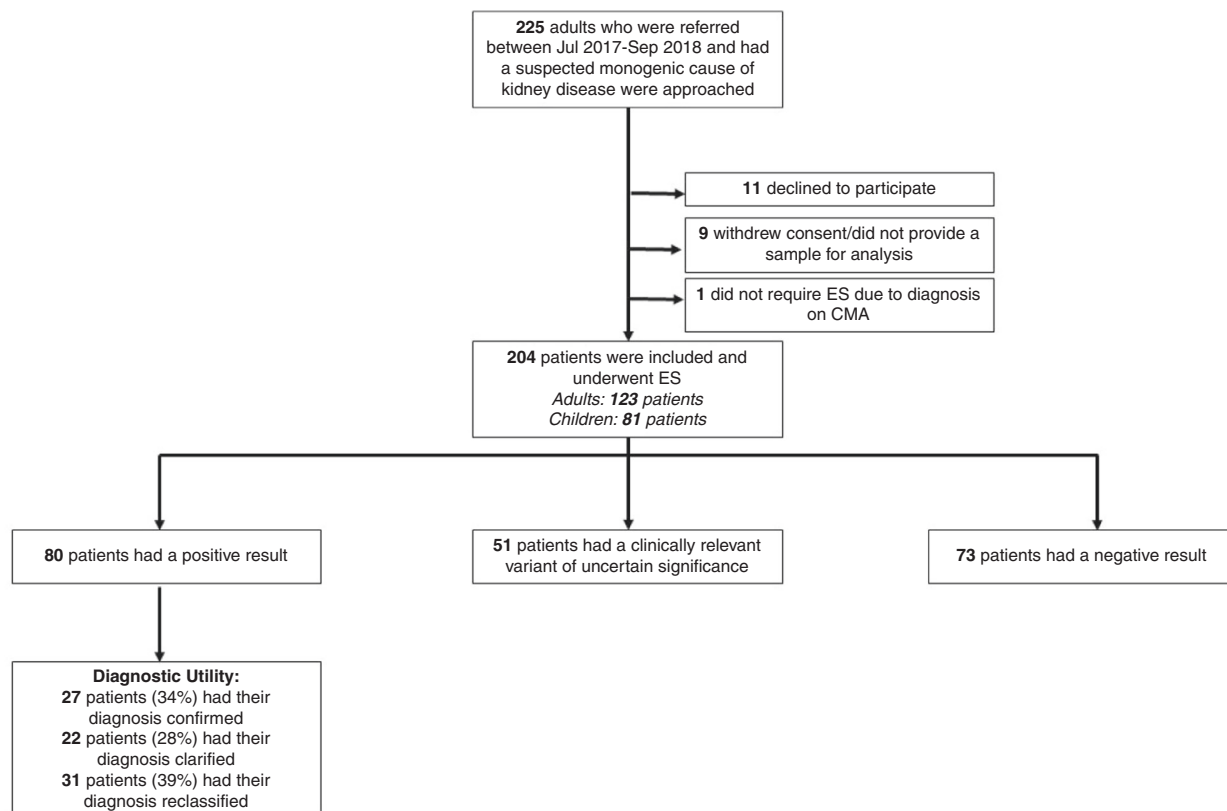 225 adults who were referred
between Jul 2017-Sep 2018 and had
a suspected monogenic cause of
kidney disease were approached
11 declined to participate
9 withdrew consent/did not provide a
sample for analysis
1 did not require ES due to diagnosis
on CMA
204 patients were included and
underwent ES
Adults: 123 patients
Children: 81 patients
80 patients had a positive result
51 patients had a clinically relevant
variant of uncertain significance
73 patients had a negative result
Diagnostic Utility:
27 patients (34%) had their
diagnosis confirmed
22 patients (28%) had their
diagnosis clarified
31 patients (39%) had their
diagnosis reclassified